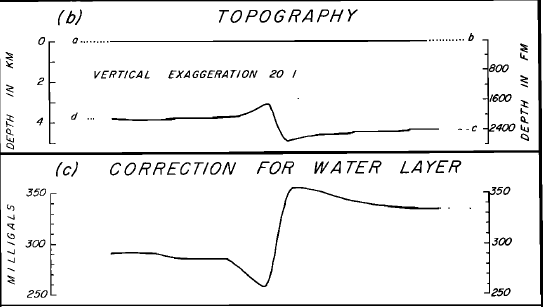 (b) TOPOGRAPHY
DEPTH IN KM
0
2
4
a
b
d
c
VERTICAL EXAGGERATION 20 1
800
1600
2400
DEPTH IN FM
(c) CORRECTION FOR WATER LAYER
MILLIGALS
350
300
250
350
300
250